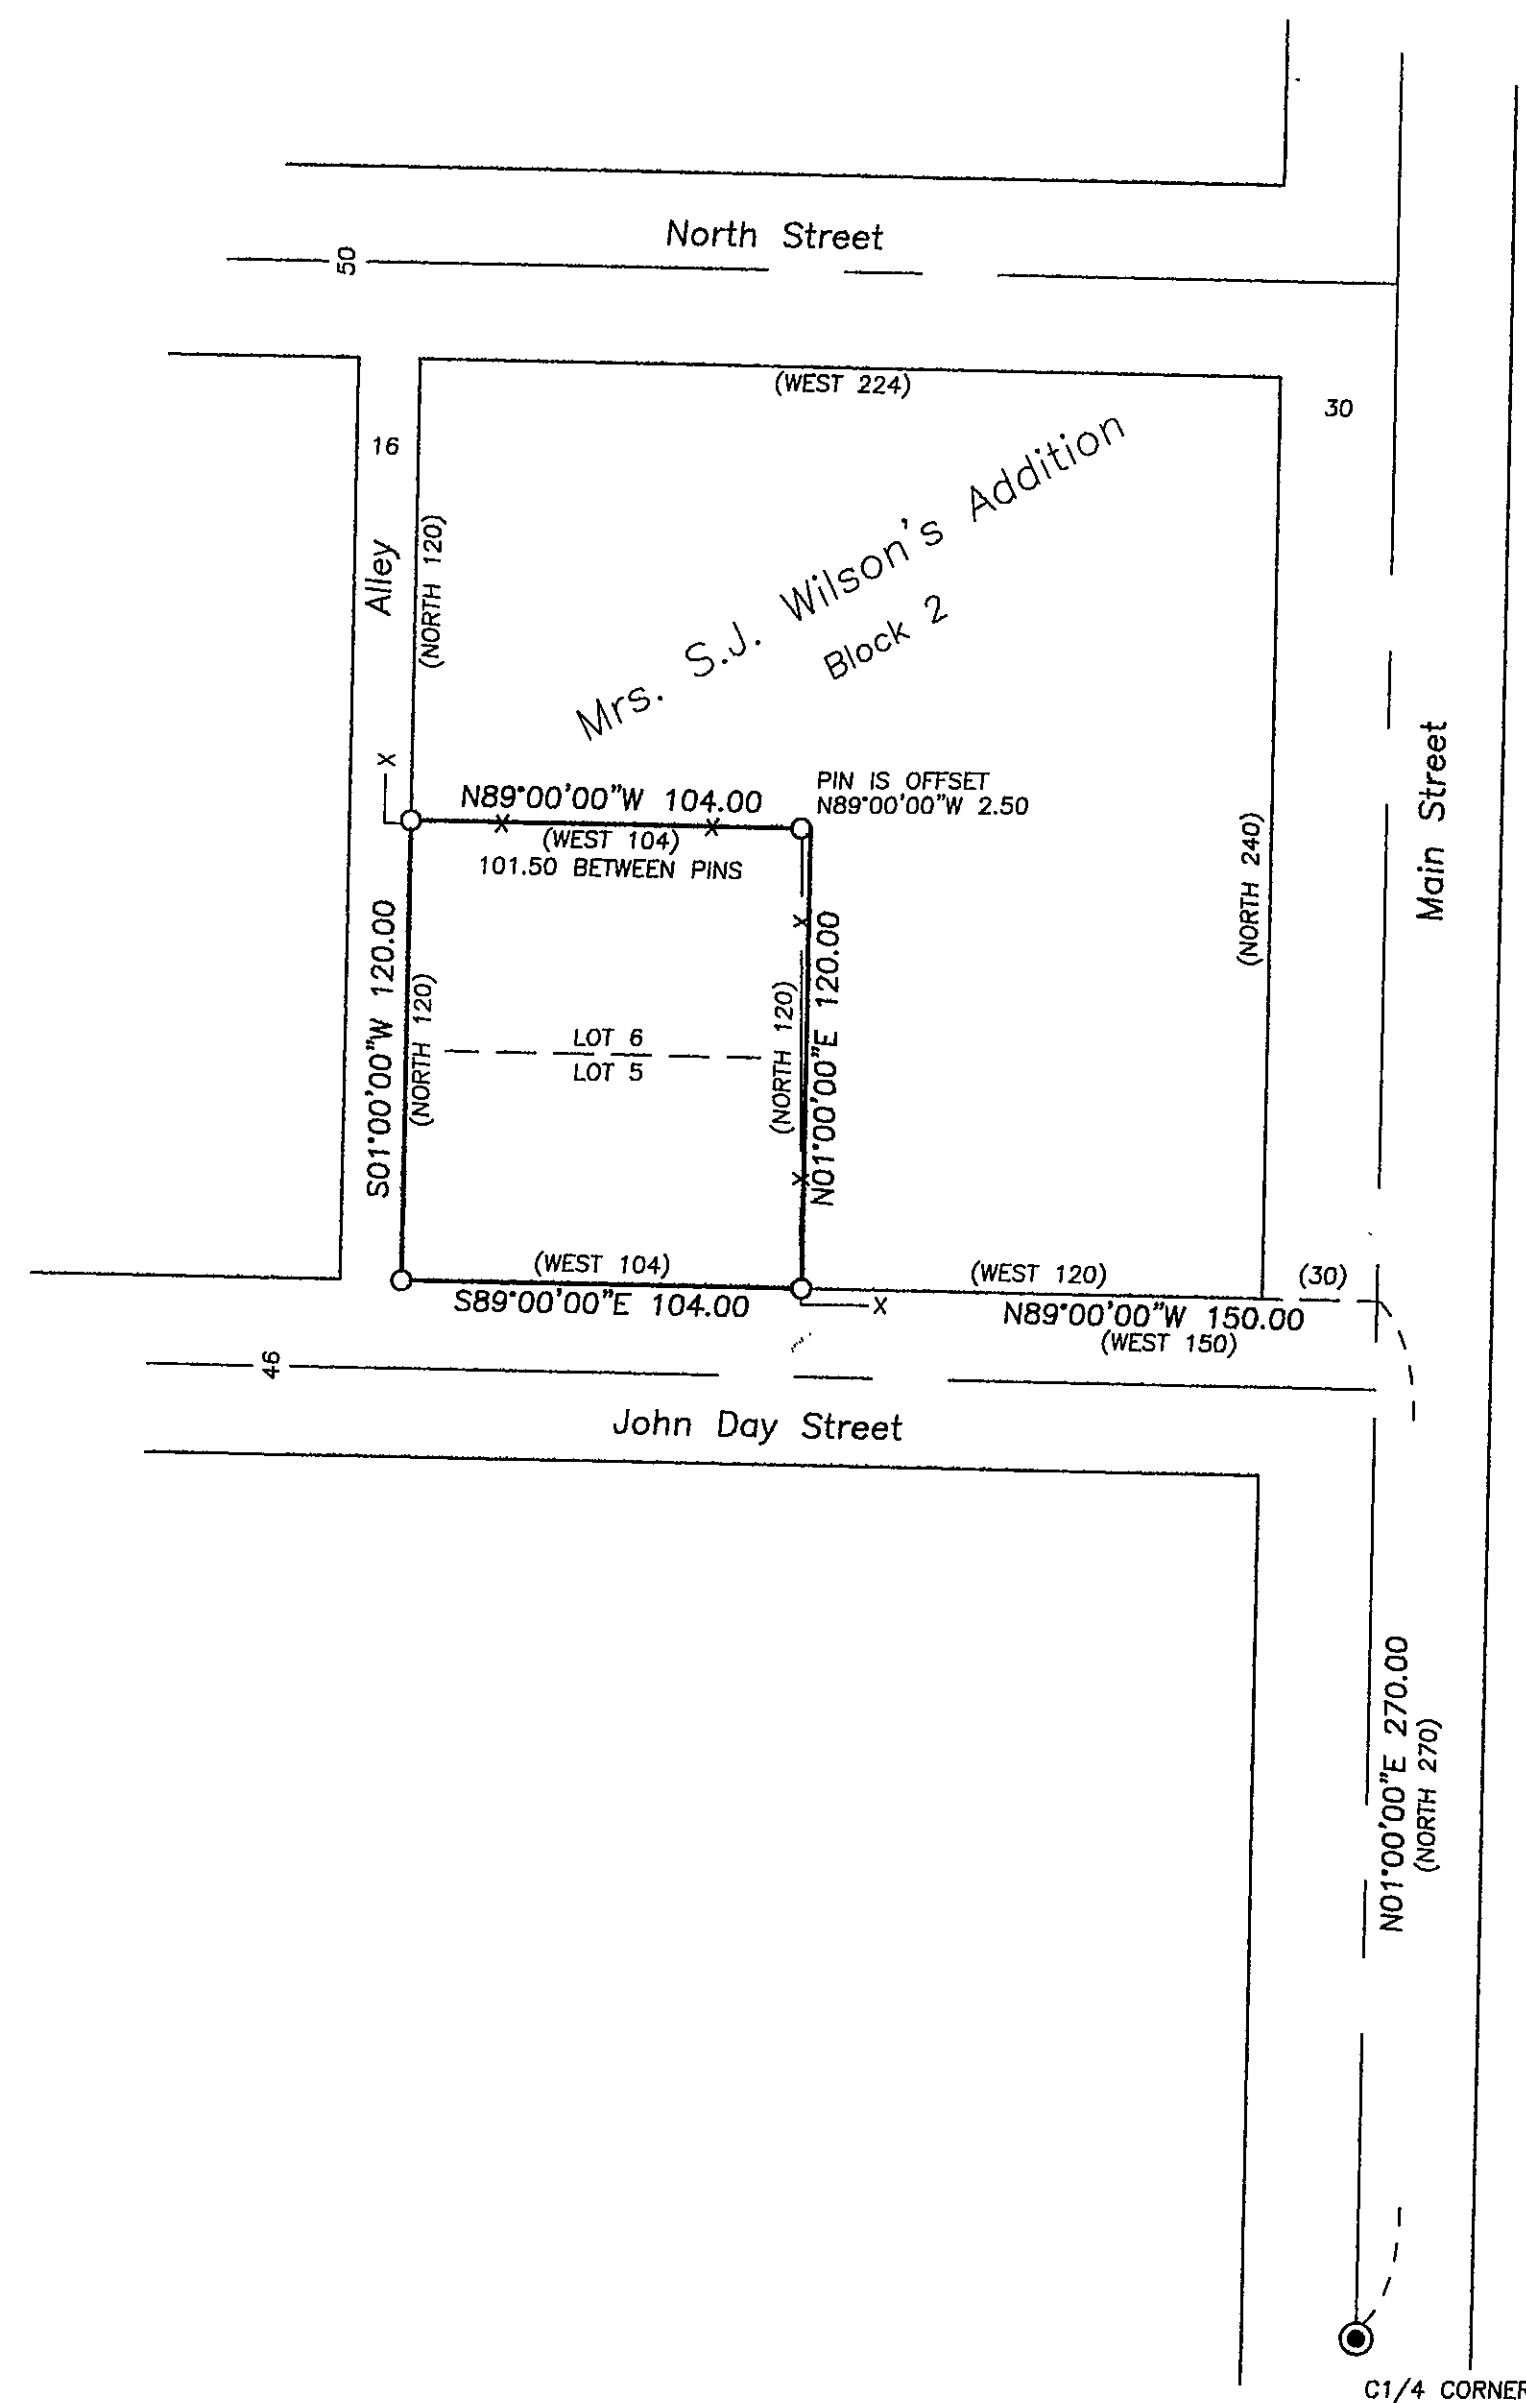 North Street
50
(WEST 224)
30
16
Alley
(NORTH 120)
Mrs. S.J. Wilson's Addition
Block 2
X
N89°00'00"W 104.00
(WEST 104)
101.50 BETWEEN PINS
PIN IS OFFSET
N89°00'00"W 2.50
Main Street
(NORTH 240)
S01°00'00"W 120.00
(NORTH 120)
LOT 6
LOT 5
(NORTH 120)
N01°00'00"E 120.00
(WEST 104)
S89°00'00"E 104.00
X
(WEST 120)
(30)
N89°00'00"W 150.00
(WEST 150)
46
John Day Street
N01°00'00"E 270.00
(NORTH 270)
C1/4 CORNER